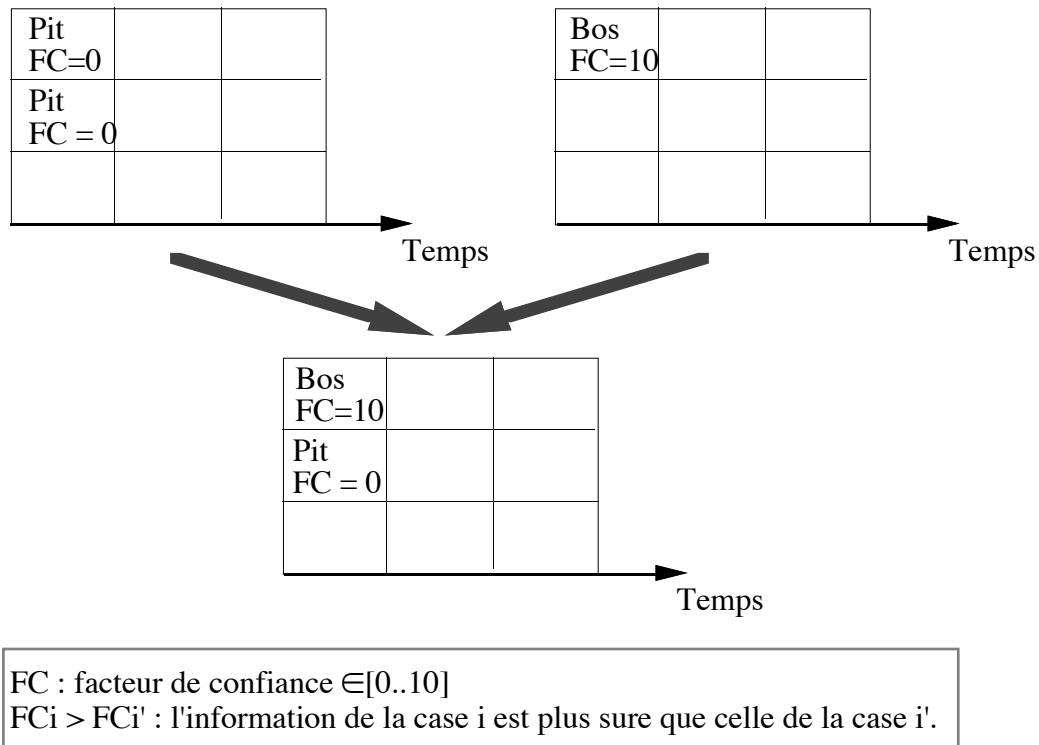 Pit
FC=0
Pit
FC = 0
Temps
Bos
FC=10
Temps
Bos
FC=10
Pit
FC = 0
Temps
FC : facteur de confiance ∈[0..10]
FCi > FCi' : l'information de la case i est plus sure que celle de la case i'.